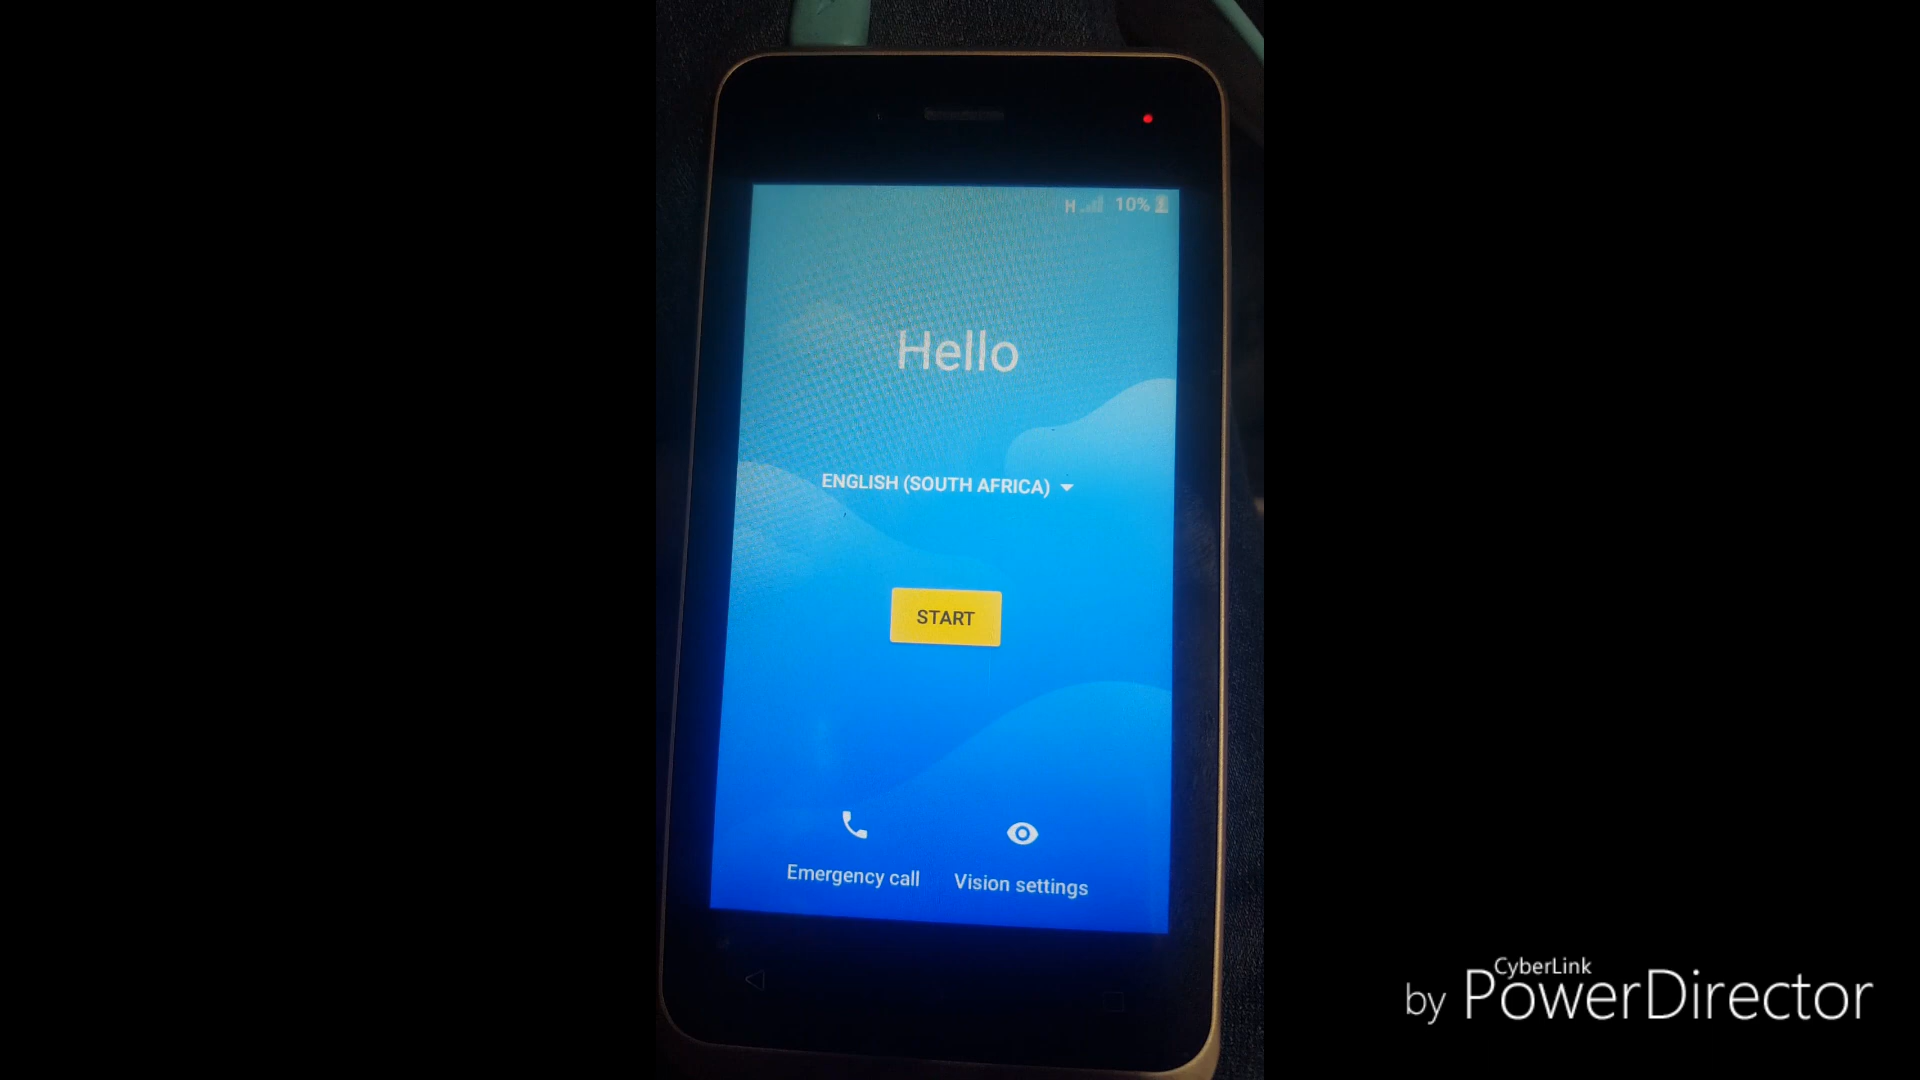 H 10%
Hello
ENGLISH (SOUTH AFRICA)
START
Emergency call Vision settings
CyberLink
by PowerDirector